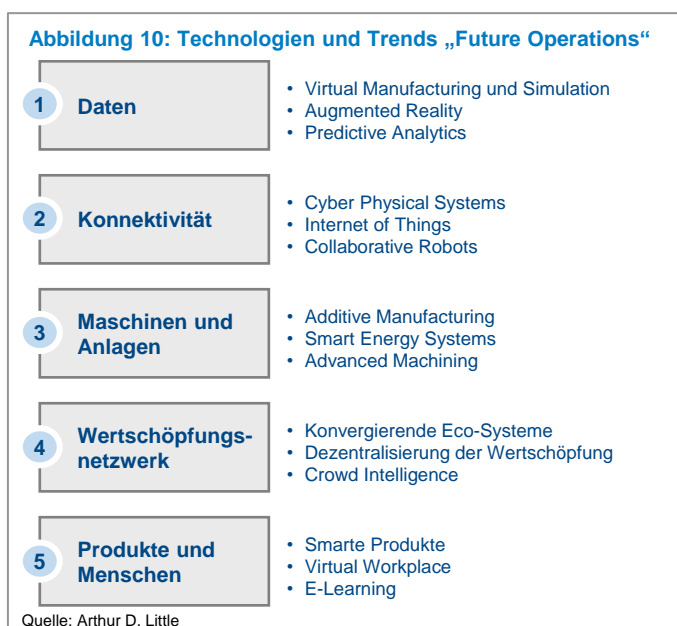 Abbildung 10: Technologien und Trends „Future Operations“
1
Daten
• Virtual Manufacturing und Simulation
• Augmented Reality
• Predictive Analytics
2
Konnektivität
• Cyber Physical Systems
• Internet of Things
• Collaborative Robots
3
Maschinen und
Anlagen
• Additive Manufacturing
• Smart Energy Systems
• Advanced Machining
4
Wertschöpfungs-
netzwerk
• Konvergierende Eco-Systeme
• Dezentralisierung der Wertschöpfung
• Crowd Intelligence
5
Produkte und
Menschen
• Smarte Produkte
• Virtual Workplace
• E-Learning
Quelle: Arthur D. Little